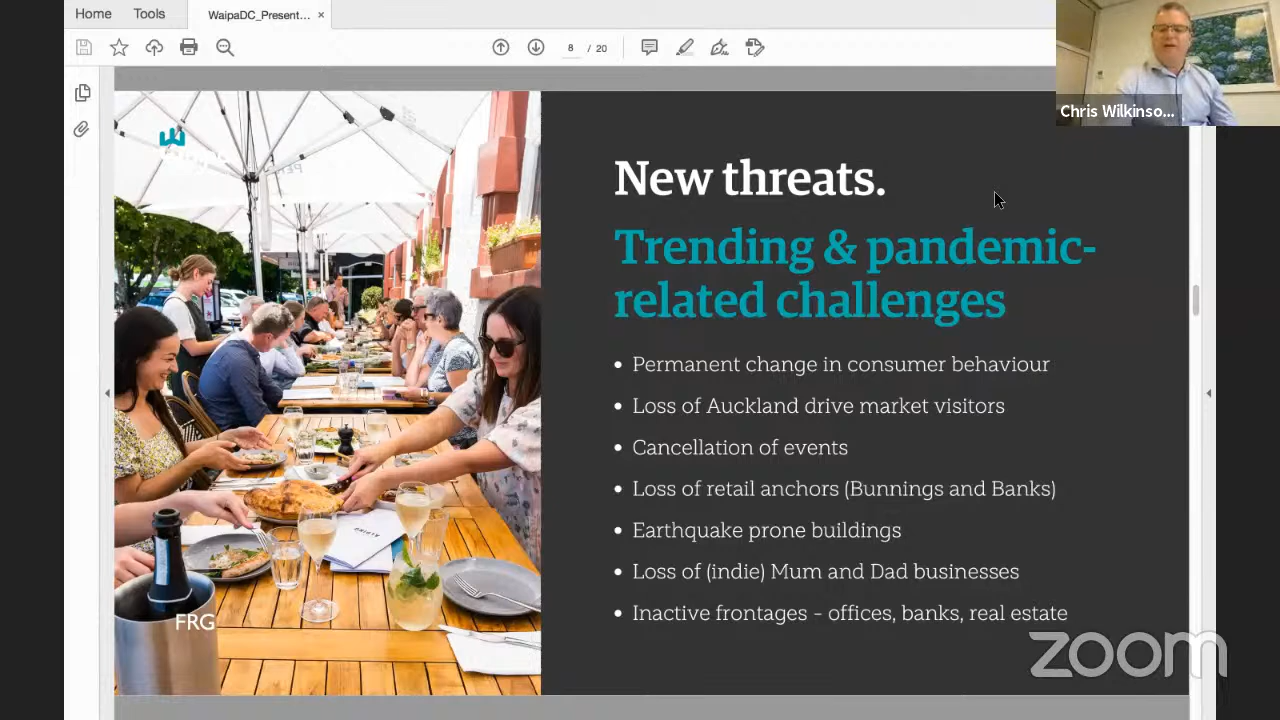 Home Tools WaipaDC_Present... ×
8 / 20
Chris Wilkinso...
New threats.
Trending & pandemic-
related challenges
• Permanent change in consumer behaviour
• Loss of Auckland drive market visitors
• Cancellation of events
• Loss of retail anchors (Bunnings and Banks)
• Earthquake prone buildings
• Loss of (indie) Mum and Dad businesses
• Inactive frontages - offices, banks, real estate
FRG
zoom